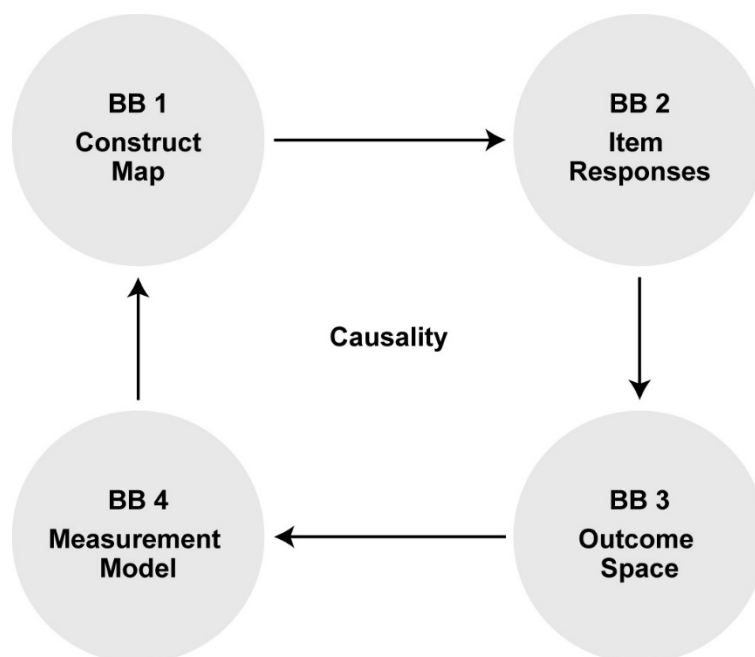 BB 1
Construct
Map
BB 2
Item
Responses
Causality
BB 4
Measurement
Model
BB 3
Outcome
Space